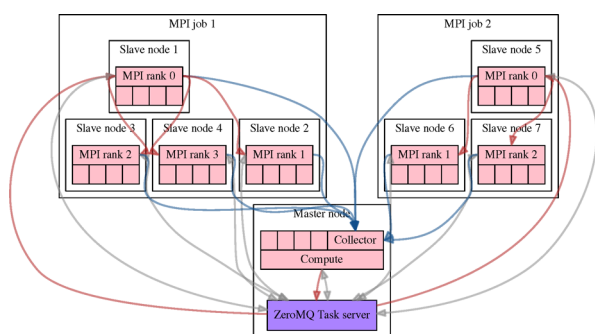 MPI job 1
MPI job 2
Slave node 1
MPI rank 0
Slave node 5
MPI rank 0
Slave node 3
MPI rank 2
Slave node 4
MPI rank 3
Slave node 2
MPI rank 1
Slave node 6
MPI rank 1
Slave node 7
MPI rank 2
Master node
Collector
Compute
ZeroMQ Task server